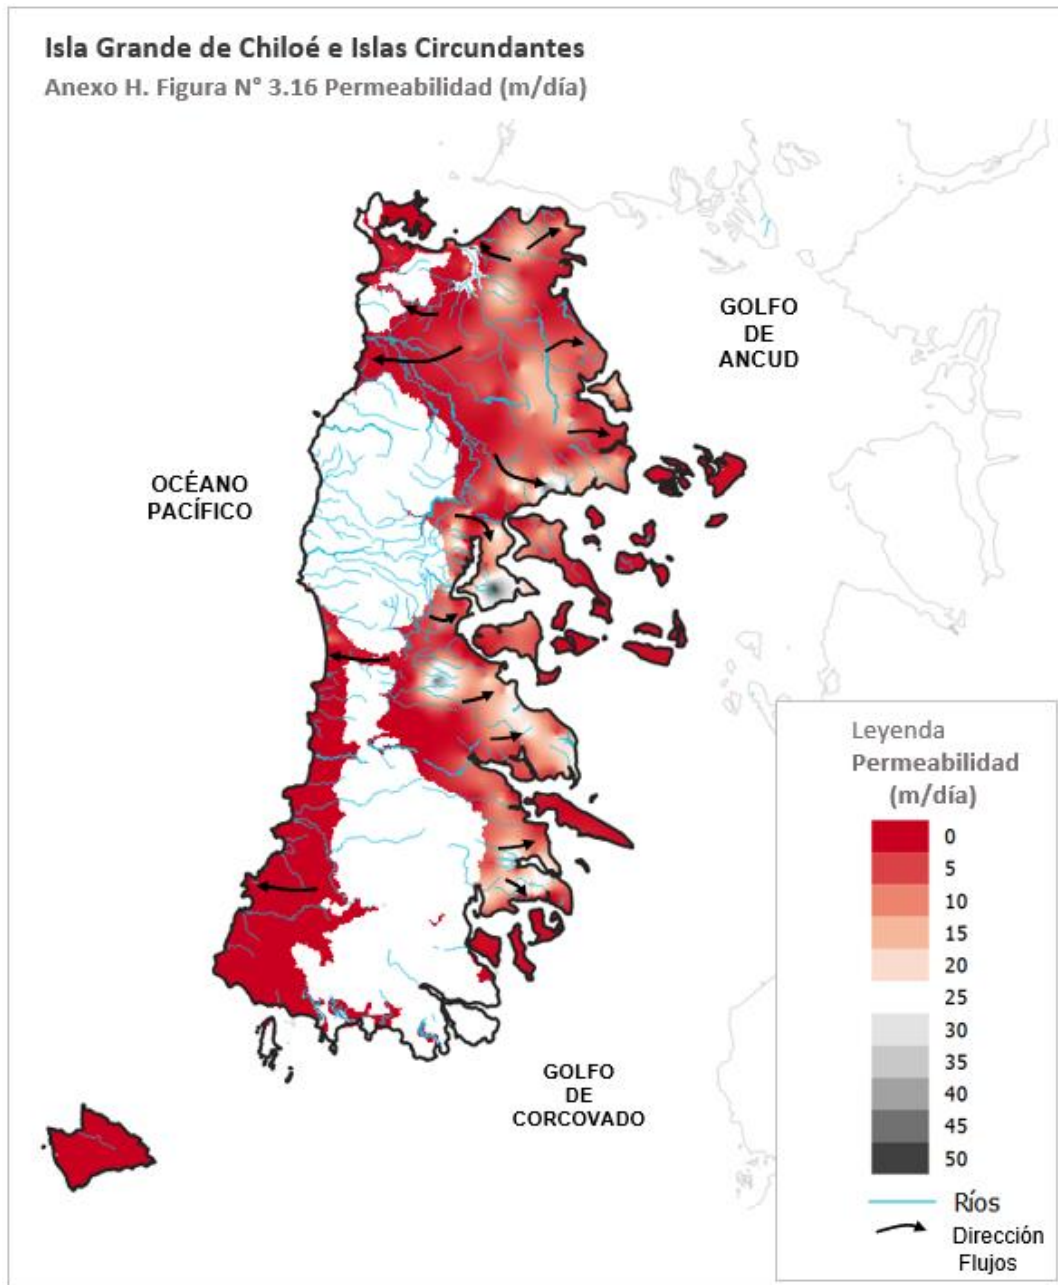 Isla Grande de Chiloé e Islas Circundantes
Anexo H. Figura N° 3.16 Permeabilidad (m/día)
GOLFO
DE
ANCUD
OCÉANO
PACÍFICO
GOLFO
DE
CORCOVADO
Leyenda
Permeabilidad
(m/día)
0
5
10
15
20
25
30
35
40
45
50
Ríos
Dirección
Flujos